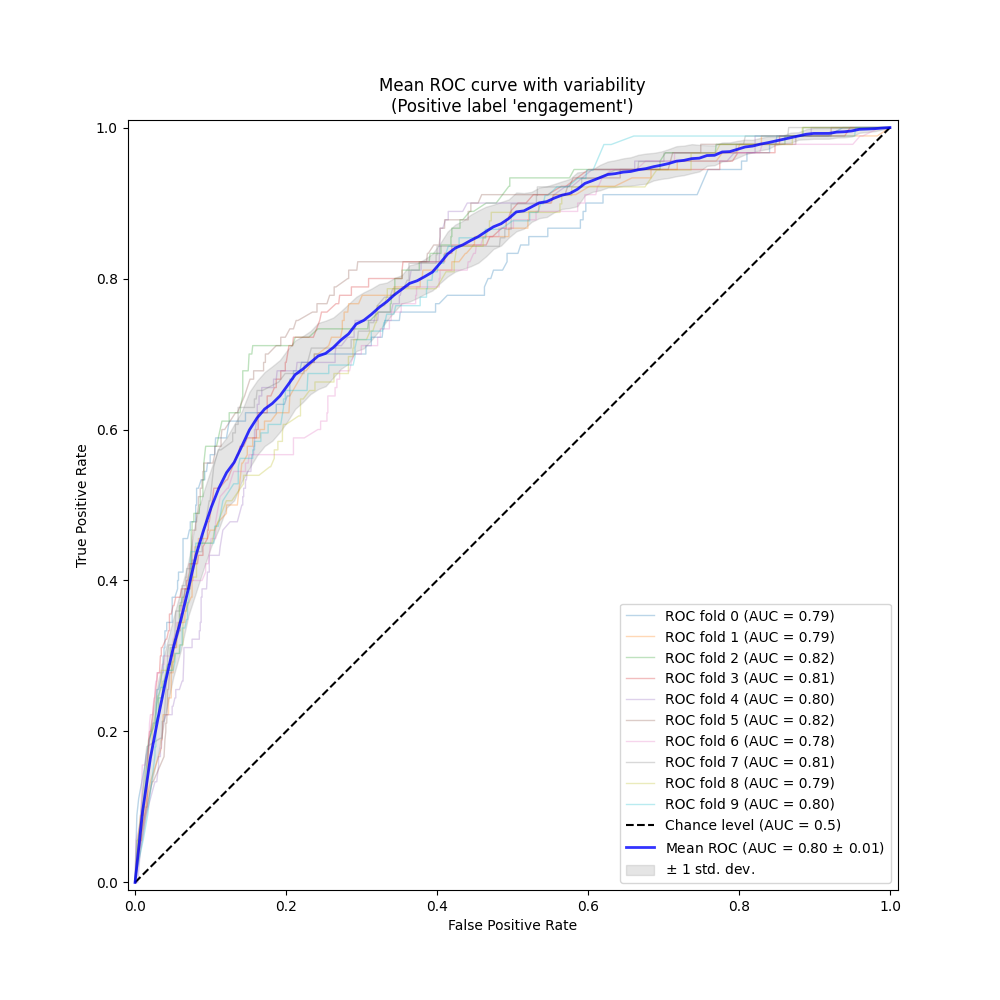 Mean ROC curve with variability
(Positive label 'engagement')
True Positive Rate
1.0
0.8
0.6
0.4
0.2
0.0
0.0 0.2 0.4 0.6 0.8 1.0
False Positive Rate
ROC fold 0 (AUC = 0.79)
ROC fold 1 (AUC = 0.79)
ROC fold 2 (AUC = 0.82)
ROC fold 3 (AUC = 0.81)
ROC fold 4 (AUC = 0.80)
ROC fold 5 (AUC = 0.82)
ROC fold 6 (AUC = 0.78)
ROC fold 7 (AUC = 0.81)
ROC fold 8 (AUC = 0.79)
ROC fold 9 (AUC = 0.80)
Chance level (AUC = 0.5)
Mean ROC (AUC = 0.80 ± 0.01)
± 1 std. dev.